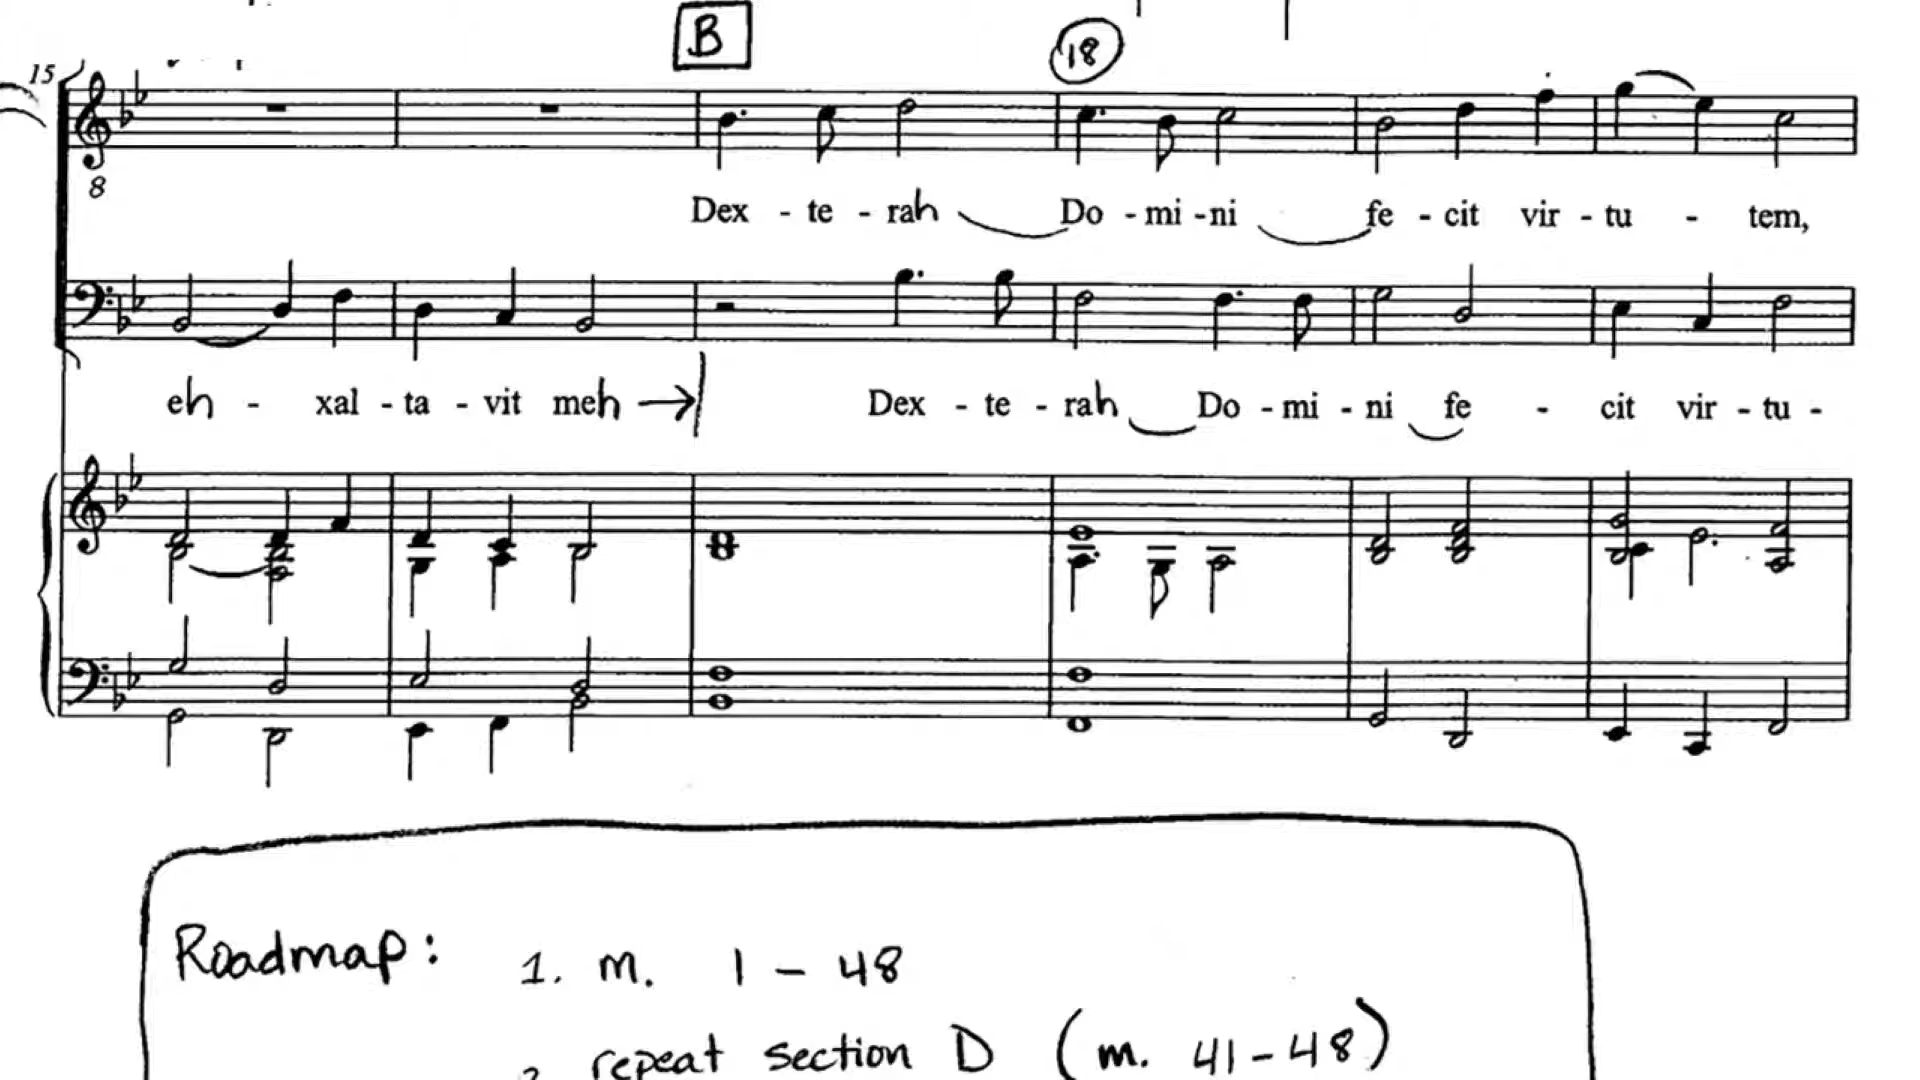 B
18
15
8
Dex - te - rah Do - mi - ni fe - cit vir - tu - tem,
eh - xal - ta - vit meh → Dex - te - rah Do - mi - ni fe - cit vir - tu -
Roadmap: 1. m. 1 - 48
repeat section D (m. 41 - 48)